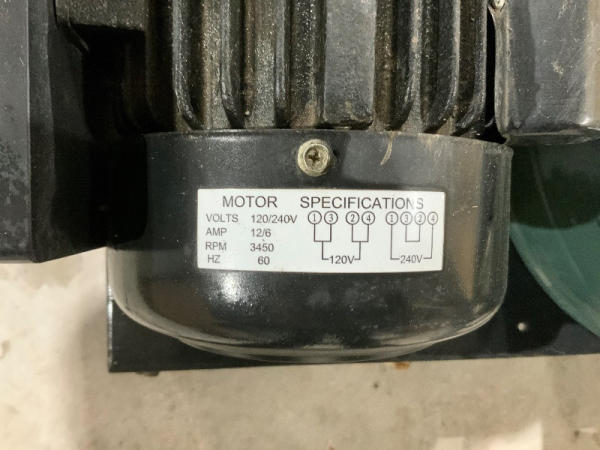 MOTOR SPECIFICATIONS
VOLTS 120/240V ① ③ ② ④ ① ③ ② ④
AMP 12/6
RPM 3450
HZ 60 120V 240V